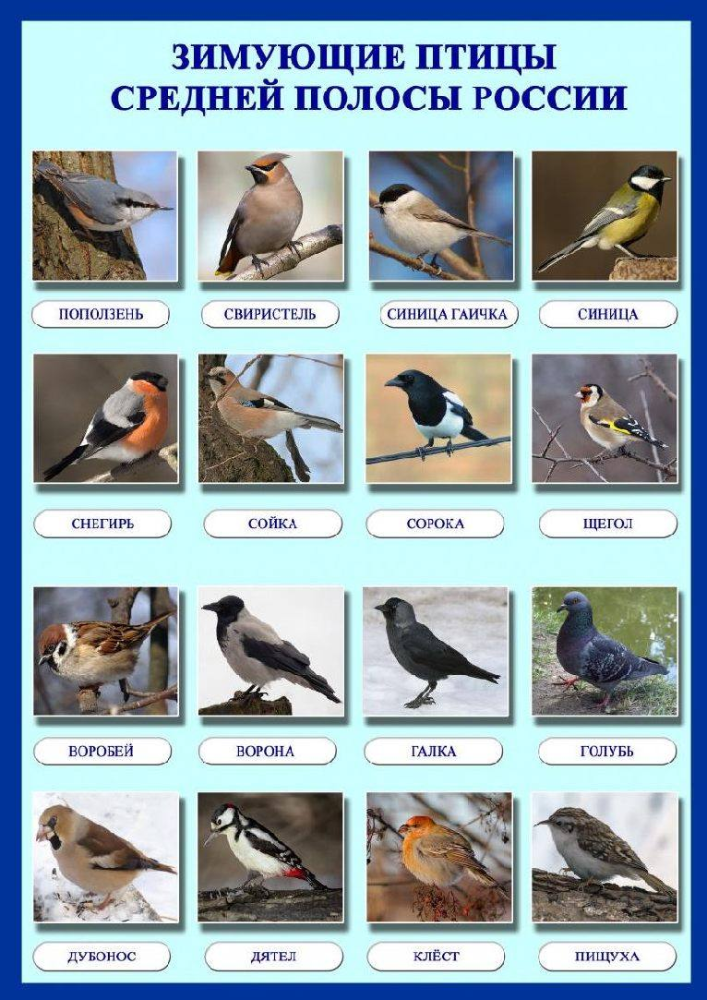 ЗИМУЮЩИЕ ПТИЦЫ
СРЕДНЕЙ ПОЛОСЫ РОССИИ
ПОПОЛЗЕНЬ
СВИРИСТЕЛЬ
СИНИЦА ГАИЧКА
СИНИЦА
СНЕГИРЬ
СОЙКА
СОРОКА
ЩЕГОЛ
ВОРОБЕЙ
ВОРОНА
ГАЛКА
ГОЛУБЬ
ДУБОНОС
ДЯТЕЛ
КЛЁСТ
ПИЩУХА